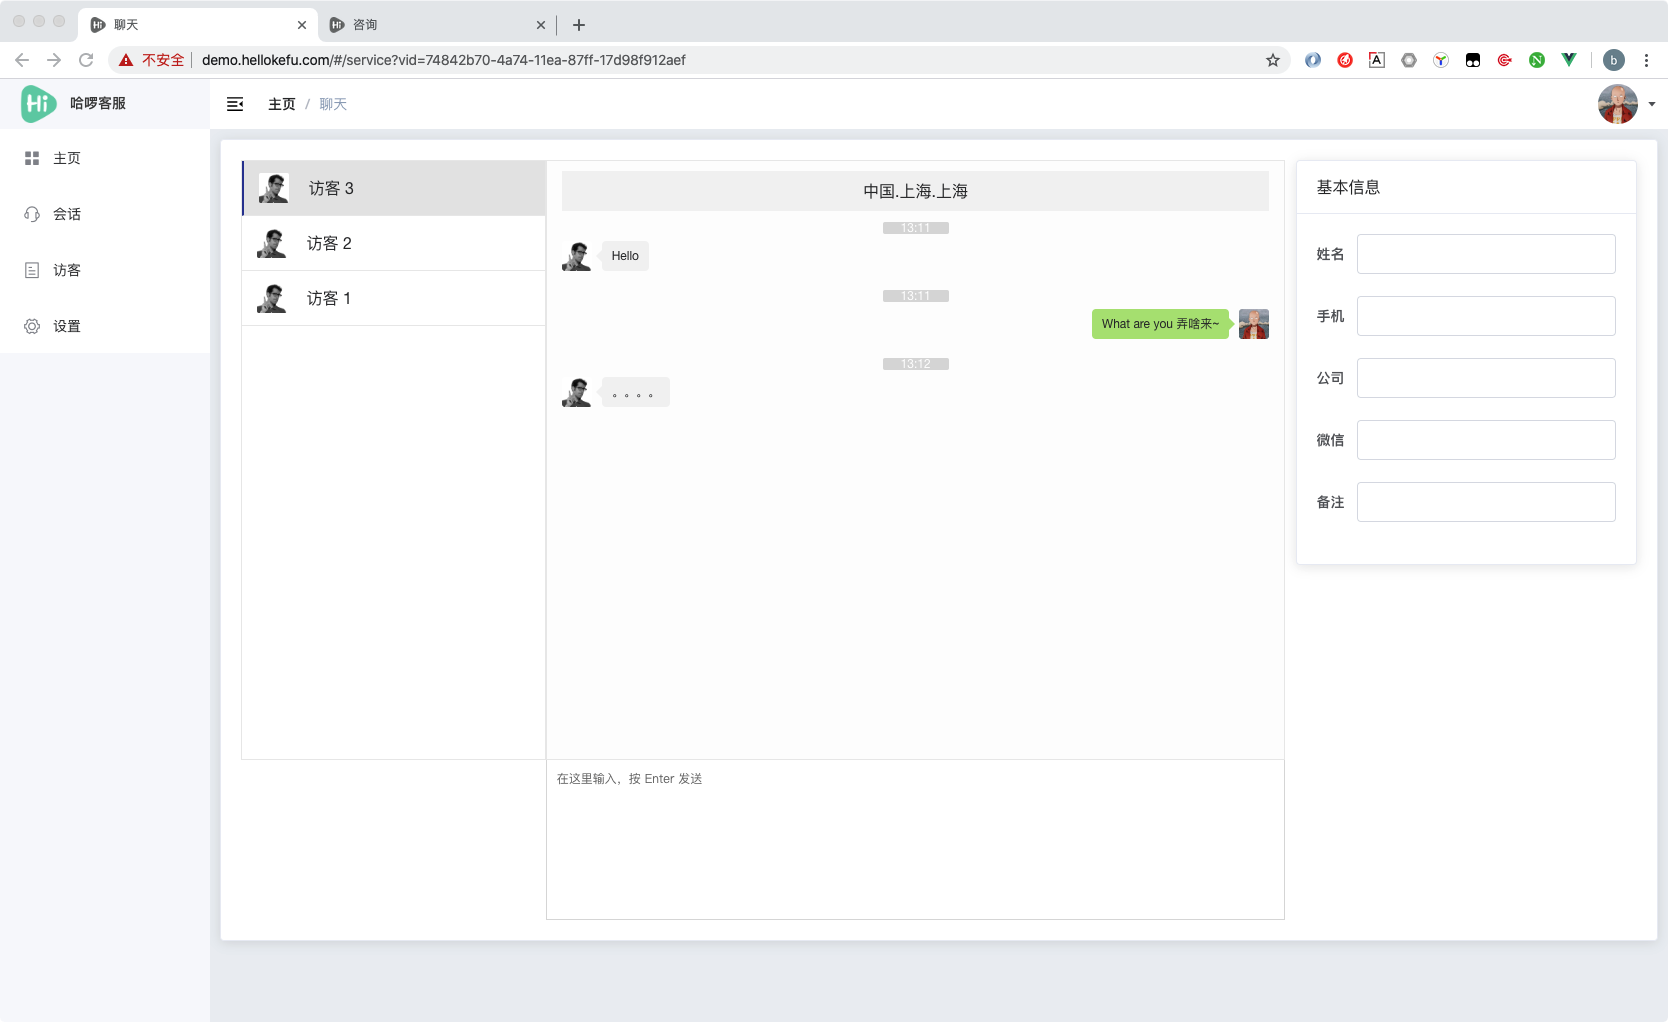 聊天
咨询
不安全
demo.hellokefu.com/#/service?vid=74842b70-4a74-11ea-87ff-17d98f912aef
b
Hi
哈啰客服
主页 / 聊天
主页
会话
访客
设置
访客 3
访客 2
访客 1
中国.上海.上海
13:11
Hello
13:11
What are you 弄啥来~
13:12
。。。。
在这里输入，按 Enter 发送
基本信息
姓名
手机
公司
微信
备注